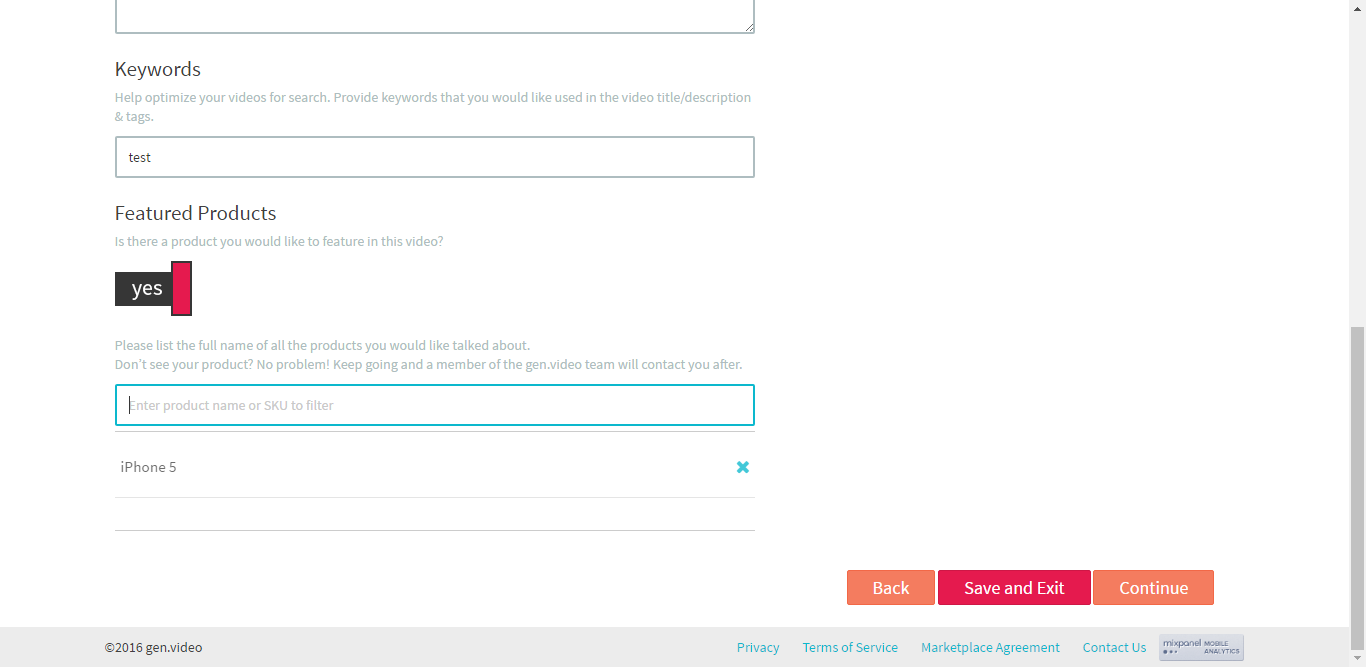 Keywords
Help optimize your videos for search. Provide keywords that you would like used in the video title/description
& tags.
test
Featured Products
Is there a product you would like to feature in this video?
yes
Please list the full name of all the products you would like talked about.
Don't see your product? No problem! Keep going and a member of the gen.video team will contact you after.
Enter product name or SKU to filter
iPhone 5
Back Save and Exit Continue
©2016 gen.video Privacy Terms of Service Marketplace Agreement Contact Us mixpanel MOBILE
ANALYTICS